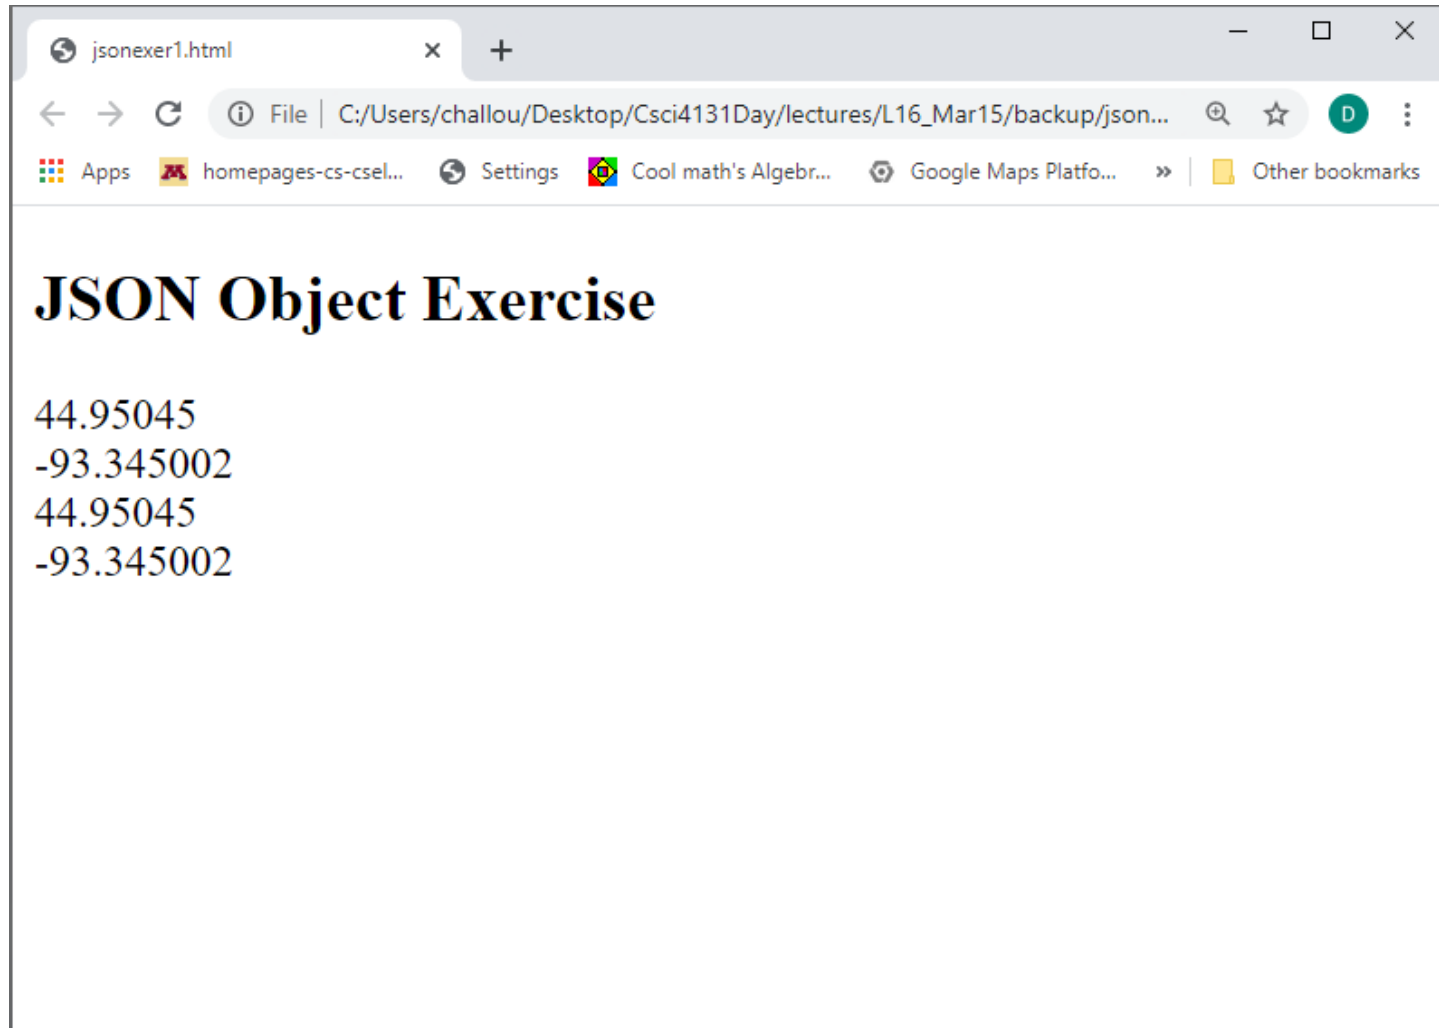 jsonexer1.html
File | C:/Users/challou/Desktop/Csci4131Day/lectures/L16_Mar15/backup/json...
D
Apps homepages-cs-csel... Settings Cool math's Algebr... Google Maps Platfo... » Other bookmarks
JSON Object Exercise
44.95045
-93.345002
44.95045
-93.345002